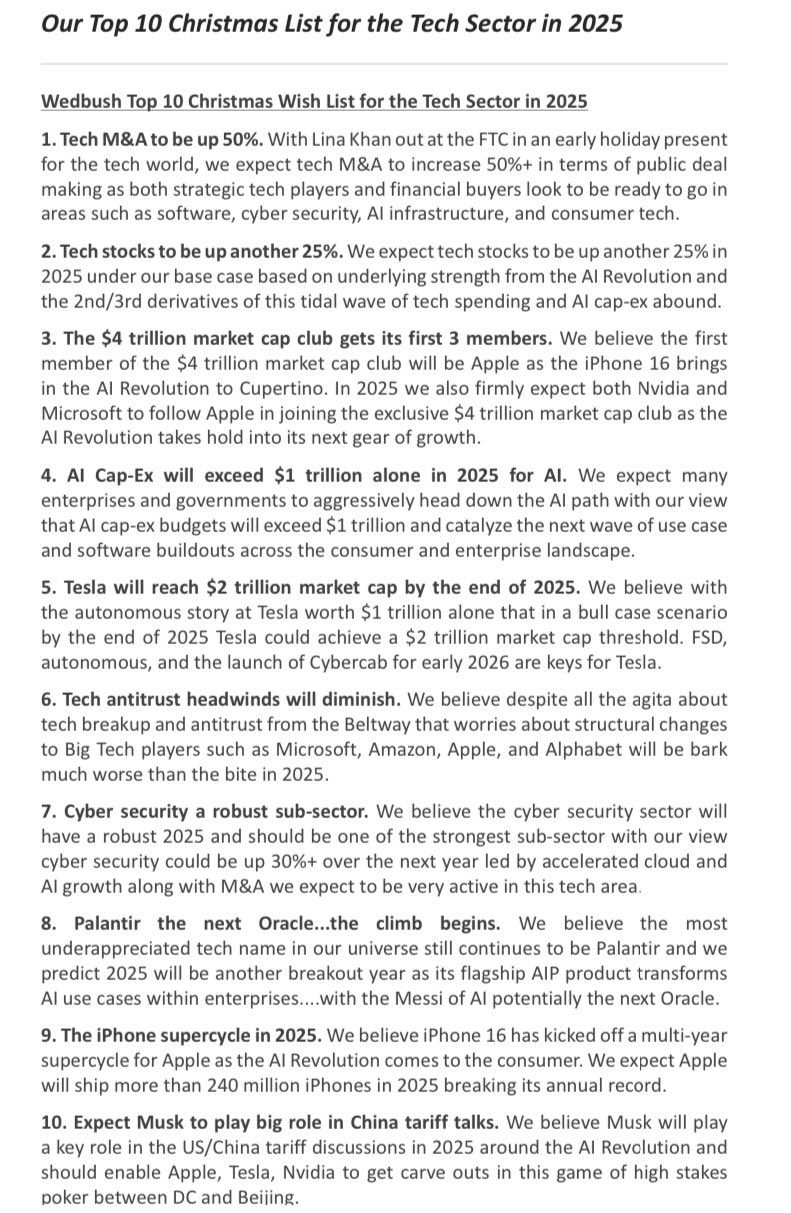 Our Top 10 Christmas List for the Tech Sector in 2025
Wedbush Top 10 Christmas Wish List for the Tech Sector in 2025
1. Tech M&A to be up 50%. With Lina Khan out at the FTC in an early holiday present
for the tech world, we expect tech M&A to increase 50%+ in terms of public deal
making as both strategic tech players and financial buyers look to be ready to go in
areas such as software, cyber security, AI infrastructure, and consumer tech.
2. Tech stocks to be up another 25%. We expect tech stocks to be up another 25% in
2025 under our base case based on underlying strength from the AI Revolution and
the 2nd/3rd derivatives of this tidal wave of tech spending and AI cap-ex abound.
3. The $4 trillion market cap club gets its first 3 members. We believe the first
member of the $4 trillion market cap club will be Apple as the iPhone 16 brings
in the AI Revolution to Cupertino. In 2025 we also firmly expect both Nvidia and
Microsoft to follow Apple in joining the exclusive $4 trillion market cap club as the
AI Revolution takes hold into its next gear of growth.
4. AI Cap-Ex will exceed $1 trillion alone in 2025 for AI. We expect many
enterprises and governments to aggressively head down the AI path with our view
that AI cap-ex budgets will exceed $1 trillion and catalyze the next wave of use case
and software buildouts across the consumer and enterprise landscape.
5. Tesla will reach $2 trillion market cap by the end of 2025. We believe with
the autonomous story at Tesla worth $1 trillion alone that in a bull case scenario
by the end of 2025 Tesla could achieve a $2 trillion market cap threshold. FSD,
autonomous, and the launch of Cybercab for early 2026 are keys for Tesla.
6. Tech antitrust headwinds will diminish. We believe despite all the agita about
tech breakup and antitrust from the Beltway that worries about structural changes
to Big Tech players such as Microsoft, Amazon, Apple, and Alphabet will be bark
much worse than the bite in 2025.
7. Cyber security a robust sub-sector. We believe the cyber security sector will
have a robust 2025 and should be one of the strongest sub-sector with our view
cyber security could be up 30%+ over the next year led by accelerated cloud and
AI growth along with M&A we expect to be very active in this tech area.
8. Palantir the next Oracle...the climb begins. We believe the most
underappreciated tech name in our universe still continues to be Palantir and we
predict 2025 will be another breakout year as its flagship AIP product transforms
AI use cases within enterprises....with the Messi of AI potentially the next Oracle.
9. The iPhone supercycle in 2025. We believe iPhone 16 has kicked off a multi-year
supercycle for Apple as the AI Revolution comes to the consumer. We expect Apple
will ship more than 240 million iPhones in 2025 breaking its annual record.
10. Expect Musk to play big role in China tariff talks. We believe Musk will play
a key role in the US/China tariff discussions in 2025 around the AI Revolution and
should enable Apple, Tesla, Nvidia to get carve outs in this game of high stakes
poker between DC and Beijing.